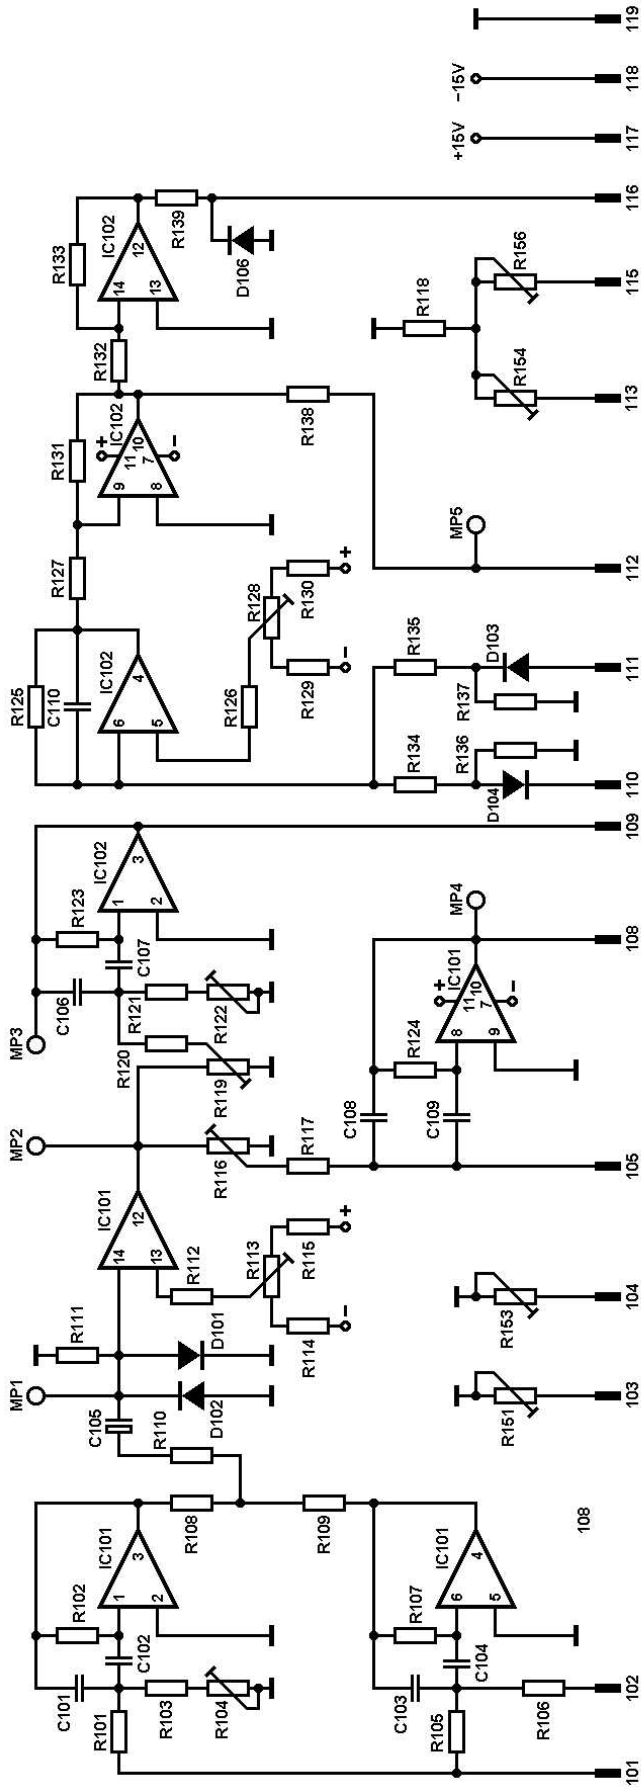 C101
R101
R102
C102
1
2
3
IC101
R103
R104
R108
R109
C103
R105
R107
C104
6
5
4
IC101
R106
101
102
108
MP1
C105
R110
R111
D102
D101
14
13
12
IC101
R112
R113
R114
R115
−
+
R151
103
R153
104
MP2
R116
R117
R119
R120
MP3
C106
R121
R122
R123
C107
1
2
3
IC102
C108
C109
R124
8
9
11
10
7
+
−
IC101
MP4
105
108
109
R125
C110
6
5
4
IC102
R126
R128
R129
R130
−
+
R134
R136
D104
110
R135
R137
D103
111
R127
R131
9
8
11
10
7
+
−
IC102
R138
MP5
112
R132
R133
14
13
12
IC102
R139
D106
R118
R154
R156
113
115
116
+15V
117
−15V
118
119